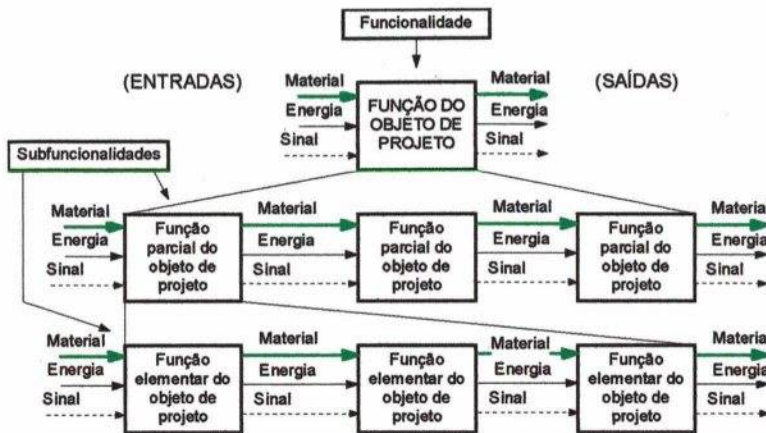 Funcionalidade
(ENTRADAS)
Material
Energia
Sinal
FUNÇÃO DO
OBJETO DE
PROJETO
Material
Energia
Sinal
(SAÍDAS)
Subfuncionalidades
Material
Energia
Sinal
Função
parcial do
objeto de
projeto
Material
Energia
Sinal
Função
parcial do
objeto de
projeto
Material
Energia
Sinal
Função
parcial do
objeto de
projeto
Material
Energia
Sinal
Material
Energia
Sinal
Função
elementar do
objeto de
projeto
Material
Energia
Sinal
Função
elementar do
objeto de
projeto
Material
Energia
Sinal
Função
elementar do
objeto de
projeto
Material
Energia
Sinal